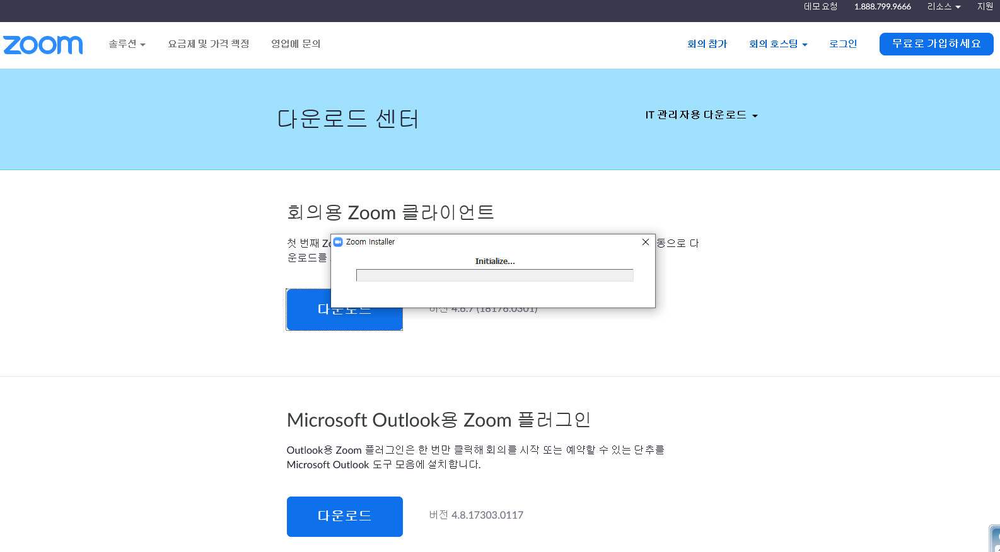 데모 요청 1.888.799.9666 리소스 지원
zoom 솔루션 요금제 및 가격 책정 영업에 문의 회의 참가 회의 호스팅 로그인 무료로 가입하세요
다운로드 센터 IT 관리자용 다운로드
회의용 Zoom 클라이언트
첫 번째 동으로 다
운로드를
Zoom Installer
Initialize...
다운로드 버전 4.6.7 (18176.0301)
Microsoft Outlook용 Zoom 플러그인
Outlook용 Zoom 플러그인은 한 번만 클릭해 회의를 시작 또는 예약할 수 있는 단추를
Microsoft Outlook 도구 모음에 설치합니다.
다운로드 버전 4.8.17303.0117